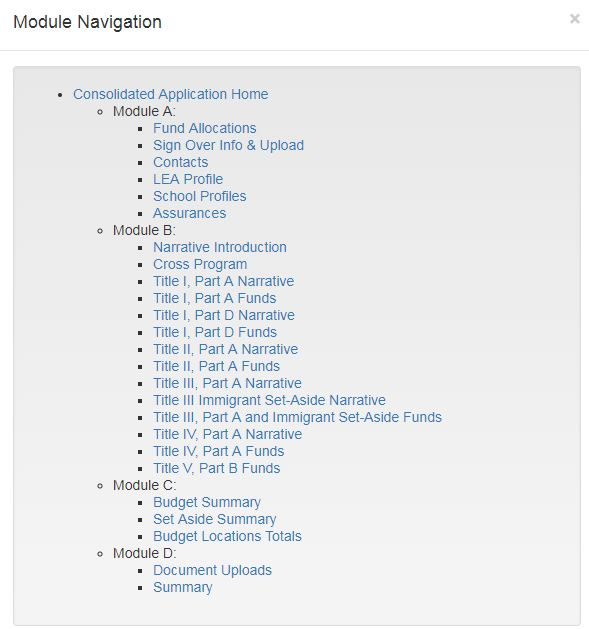 Module Navigation
×
Consolidated Application Home
Module A:
Fund Allocations
Sign Over Info & Upload
Contacts
LEA Profile
School Profiles
Assurances
Module B:
Narrative Introduction
Cross Program
Title I, Part A Narrative
Title I, Part A Funds
Title I, Part D Narrative
Title I, Part D Funds
Title II, Part A Narrative
Title II, Part A Funds
Title III, Part A Narrative
Title III Immigrant Set-Aside Narrative
Title III, Part A and Immigrant Set-Aside Funds
Title IV, Part A Narrative
Title IV, Part A Funds
Title V, Part B Funds
Module C:
Budget Summary
Set Aside Summary
Budget Locations Totals
Module D:
Document Uploads
Summary